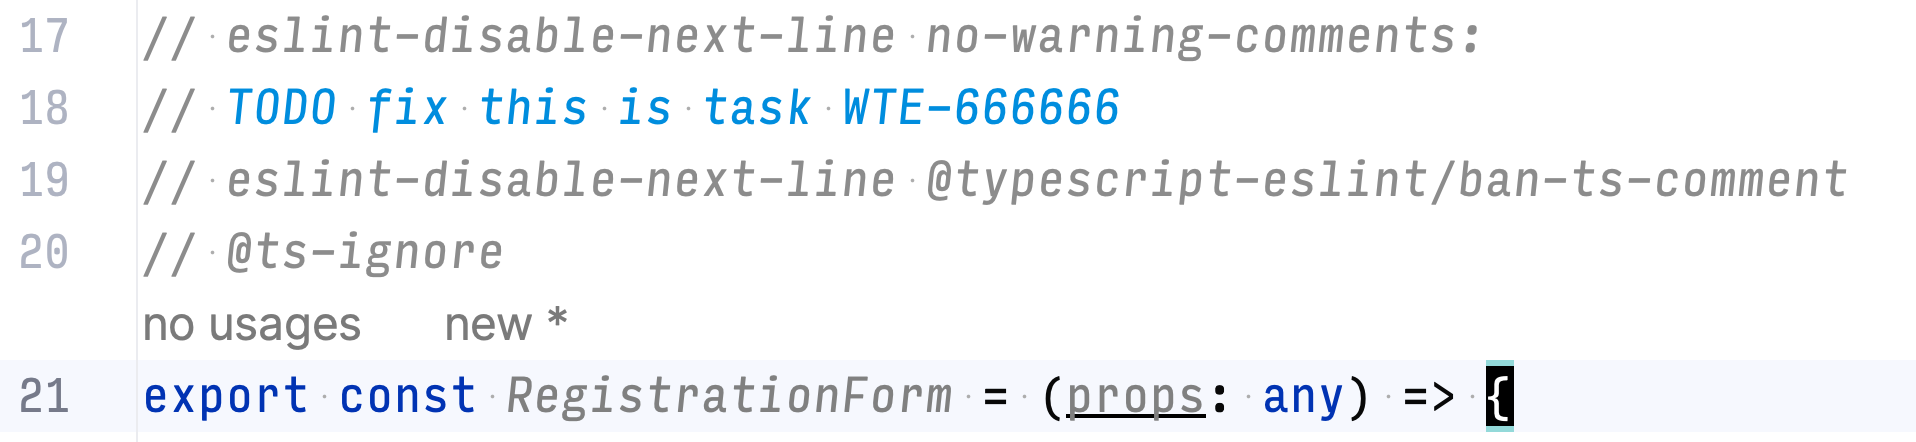 17 // eslint-disable-next-line no-warning-comments:
18 // TODO fix this is task WTE-666666
19 // eslint-disable-next-line @typescript-eslint/ban-ts-comment
20 // @ts-ignore
no usages new *
21 export const RegistrationForm = (props: any) => {